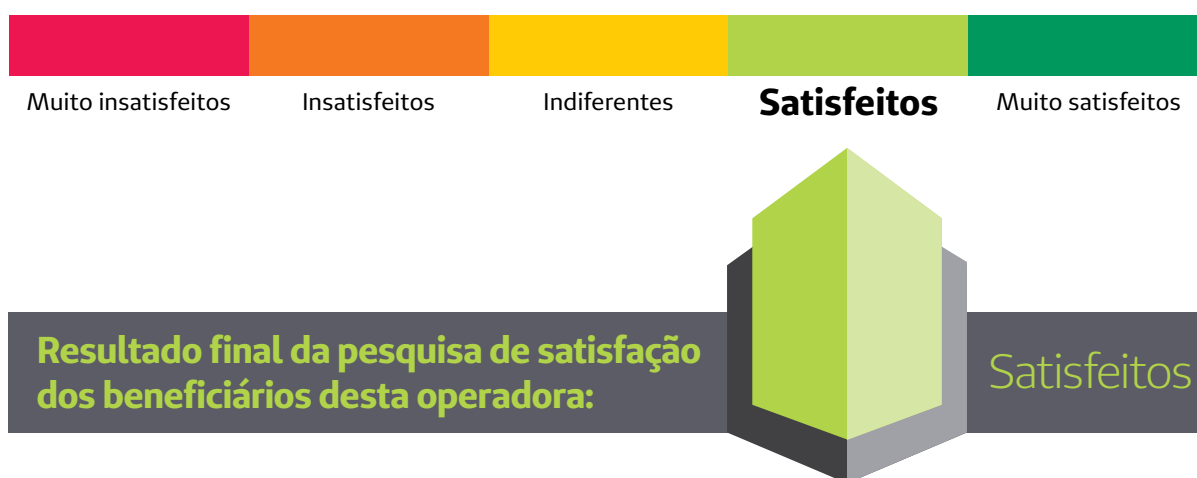 Muito insatisfeitos
Insatisfeitos
Indiferentes
Satisfeitos
Muito satisfeitos
Resultado final da pesquisa de satisfação
dos beneficiários desta operadora:
Satisfeitos